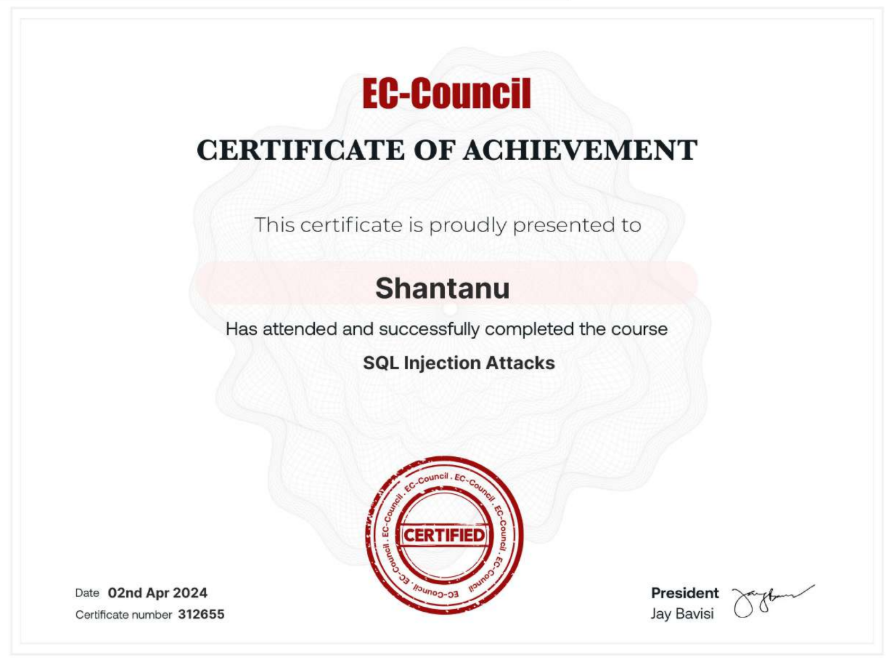 EC-Council
CERTIFICATE OF ACHIEVEMENT
This certificate is proudly presented to
Shantanu
Has attended and successfully completed the course
SQL Injection Attacks
EC-Council . EC-Council . EC-Council . EC-Council . EC-Council . EC-Council
CERTIFIED
Date 02nd Apr 2024
Certificate number 312655
President
Jay Bavisi